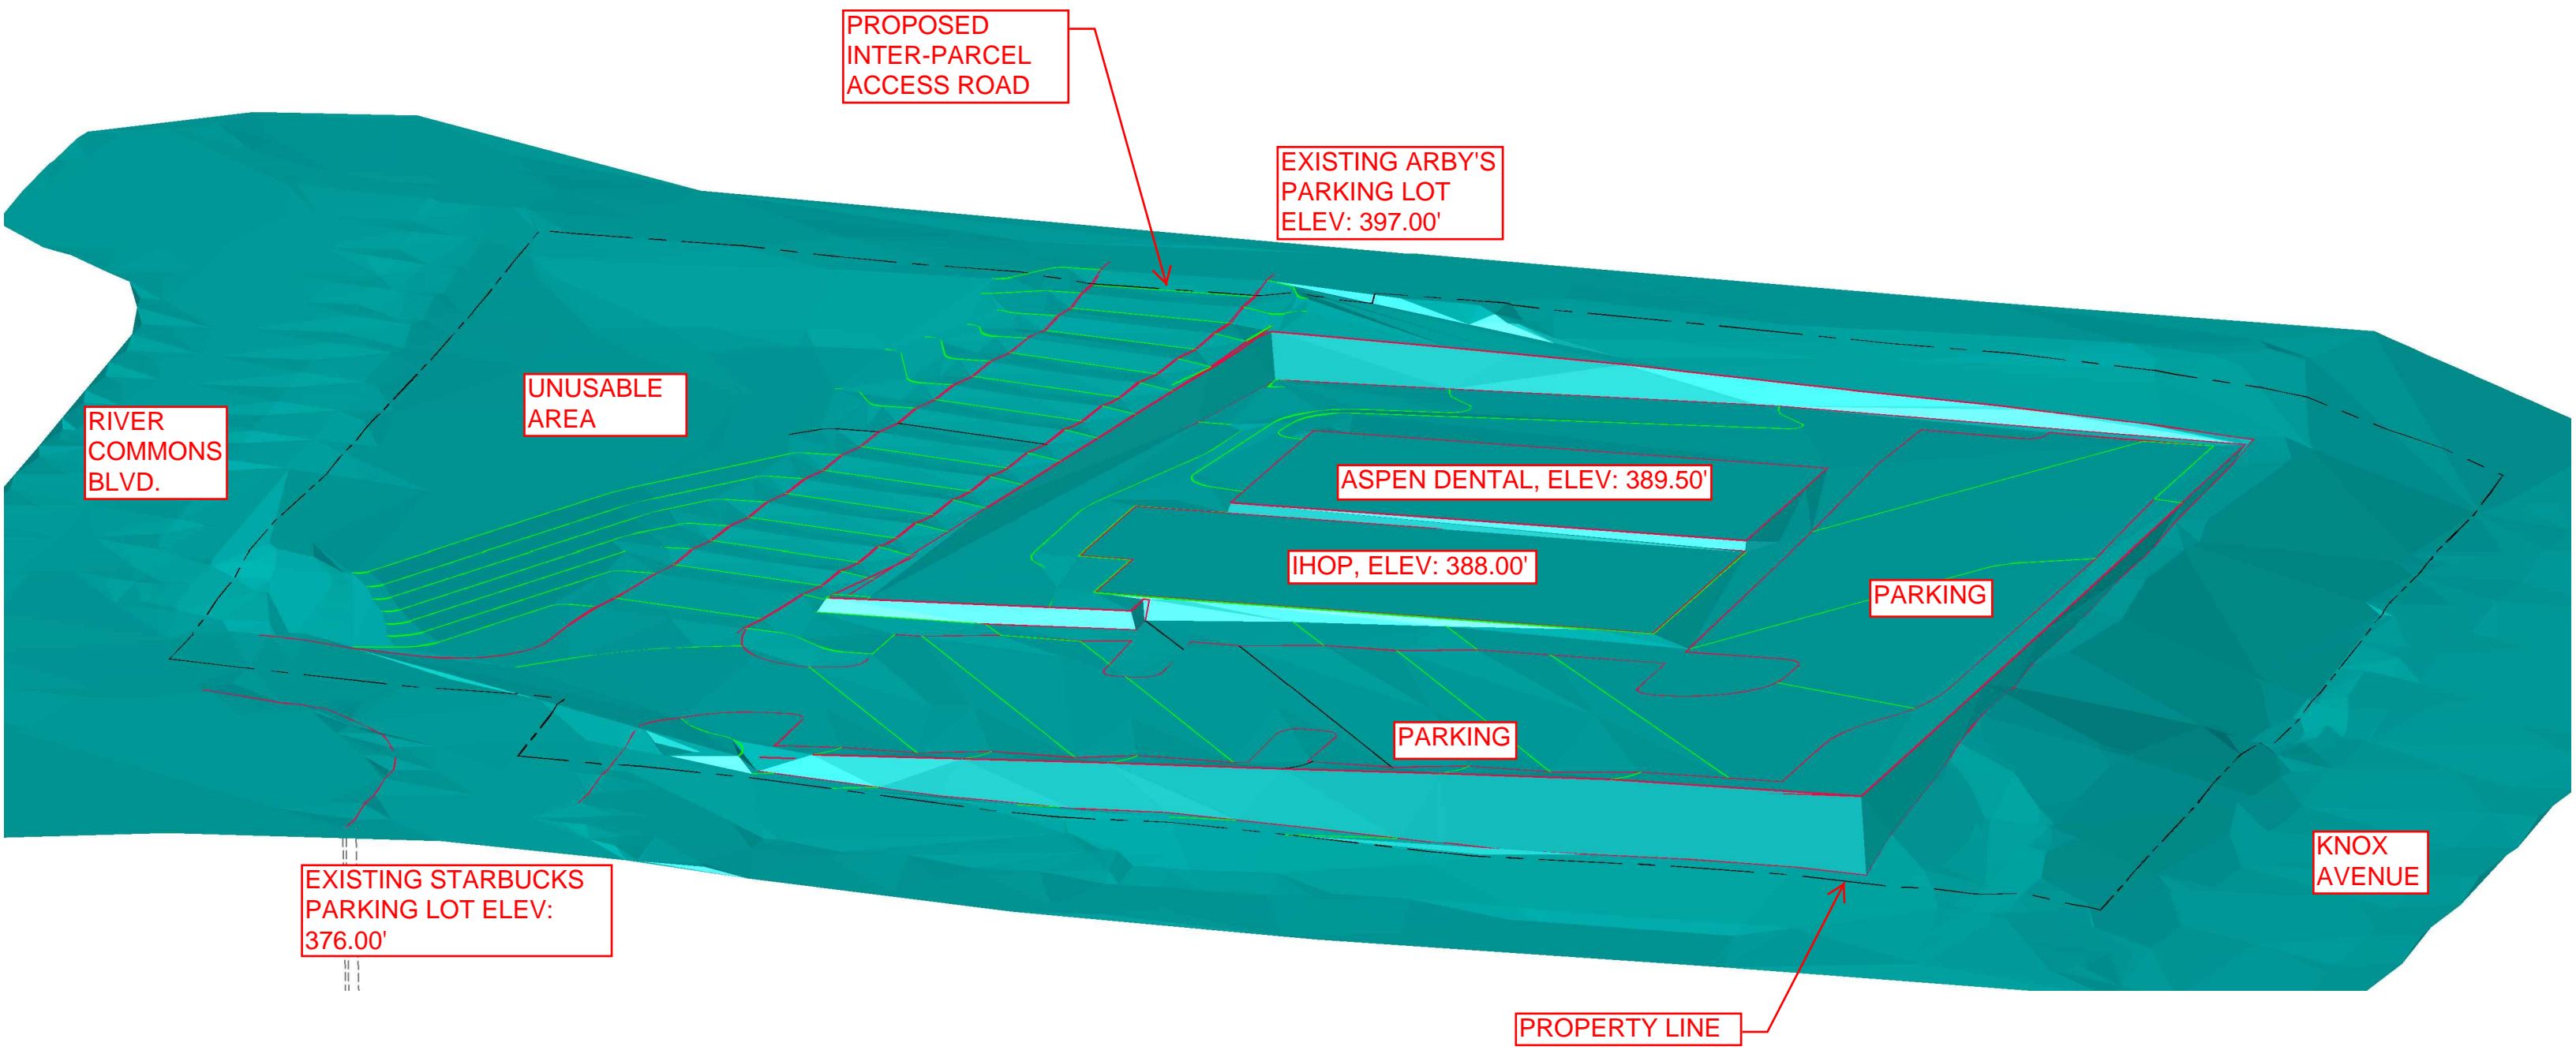 PROPOSED
INTER-PARCEL
ACCESS ROAD
EXISTING ARBY'S
PARKING LOT
ELEV: 397.00'
UNUSABLE
AREA
RIVER
COMMONS
BLVD.
ASPEN DENTAL, ELEV: 389.50'
IHOP, ELEV: 388.00'
PARKING
PARKING
EXISTING STARBUCKS
PARKING LOT ELEV:
376.00'
KNOX
AVENUE
PROPERTY LINE